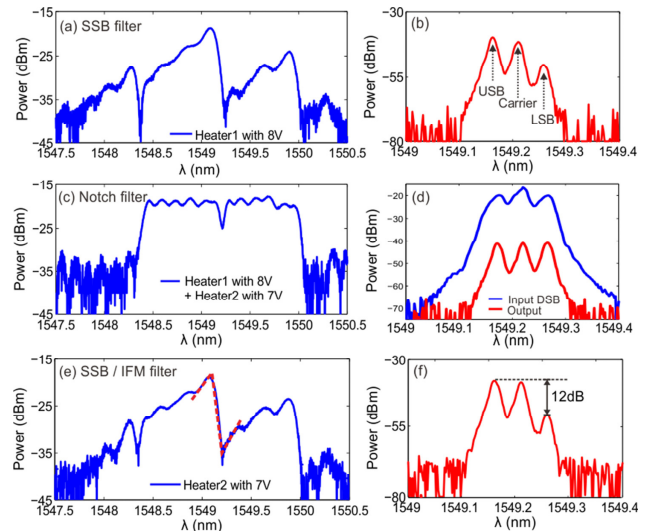 (a) SSB filter
Power (dBm)
-15
-25
-35
-45
Heater1 with 8V
1547.5 1548 1548.5 1549 1549.5 1550 1550.5
λ (nm)
(b)
Power (dBm)
-30
-55
-80
USB
Carrier
LSB
1549 1549.1 1549.2 1549.3 1549.4
λ (nm)
(c) Notch filter
Power (dBm)
-15
-25
-35
-45
Heater1 with 8V
+ Heater2 with 7V
1547.5 1548 1548.5 1549 1549.5 1550 1550.5
λ (nm)
(d)
Power (dBm)
-20
-30
-40
-50
-60
-70
Input DSB
Output
1549 1549.1 1549.2 1549.3 1549.4
λ (nm)
(e) SSB / IFM filter
Power (dBm)
-15
-25
-35
-45
Heater2 with 7V
1547.5 1548 1548.5 1549 1549.5 1550 1550.5
λ (nm)
(f)
Power (dBm)
-30
-55
-80
12dB
1549 1549.1 1549.2 1549.3 1549.4
λ (nm)